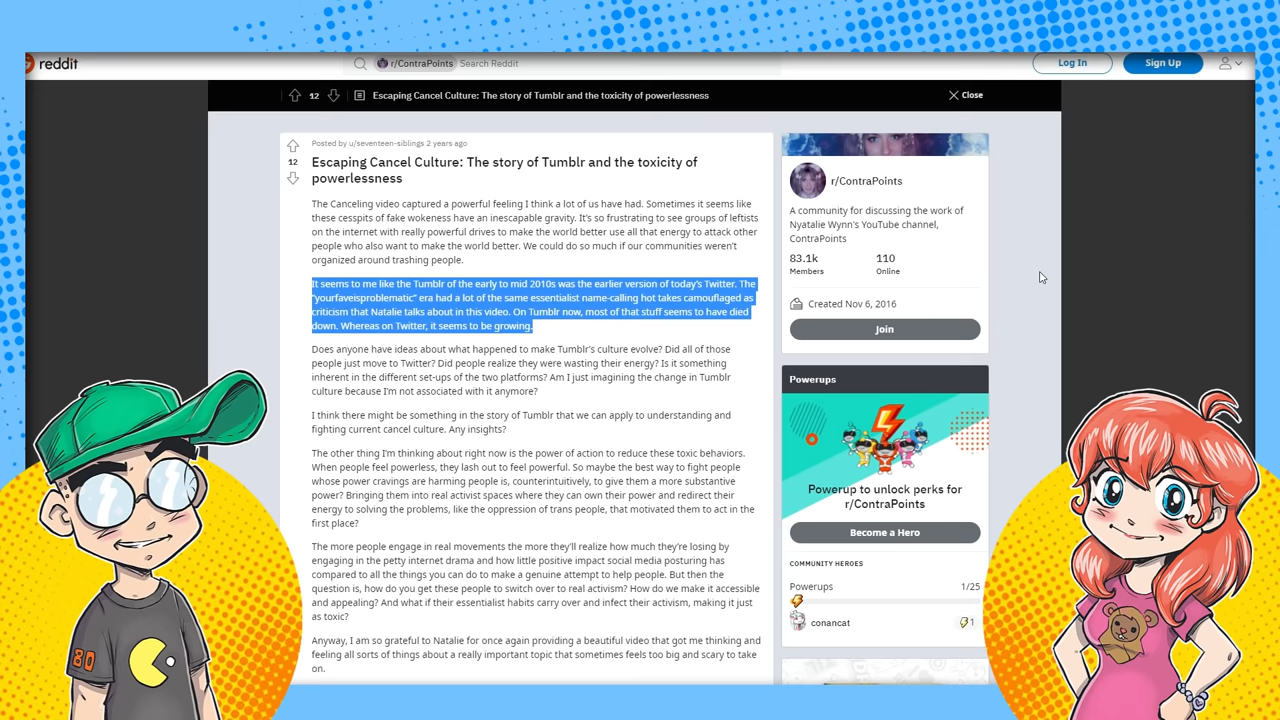 reddit
r/ContraPoints Search Reddit
Log In
Sign Up
12
Escaping Cancel Culture: The story of Tumblr and the toxicity of powerlessness
Close
Posted by u/seventeen-siblings 2 years ago
12
Escaping Cancel Culture: The story of Tumblr and the toxicity of
powerlessness
The Canceling video captured a powerful feeling I think a lot of us have had. Sometimes it seems like
these cesspits of fake wokeness have an inescapable gravity. It's so frustrating to see groups of leftists
on the internet with really powerful drives to make the world better use all that energy to attack other
people who also want to make the world better. We could do so much if our communities weren't
organized around trashing people.
It seems to me like the Tumblr of the early to mid 2010s was the earlier version of today's Twitter. The
"yourfaveisproblematic" era had a lot of the same essentialist name-calling hot takes camouflaged as
criticism that Natalie talks about in this video. On Tumblr now, most of that stuff seems to have died
down. Whereas on Twitter, it seems to be growing.
Does anyone have ideas about what happened to make Tumblr's culture evolve? Did all of those
people just move to Twitter? Did people realize they were wasting their energy? Is it something
inherent in the different set-ups of the two platforms? Am I just imagining the change in Tumblr
culture because I'm not associated with it anymore?
I think there might be something in the story of Tumblr that we can apply to understanding and
fighting current cancel culture. Any insights?
The other thing I'm thinking about right now is the power of action to reduce these toxic behaviors.
When people feel powerless, they lash out to feel powerful. So maybe the best way to fight people
whose power cravings are harming people is, counterintuitively, to give them a more substantive
power? Bringing them into real activist spaces where they can own their power and redirect their
energy to solving the problems, like the oppression of trans people, that motivated them to act in the
first place?
The more people engage in real movements the more they'll realize how much they're losing by
engaging in the petty internet drama and how little positive impact social media posturing has
compared to all the things you can do to make a genuine attempt to help people. But then the
question is, how do you get these people to switch over to real activism? How do we make it accessible
and appealing? And what if their essentialist habits carry over and infect their activism, making it just
as toxic?
Anyway, I am so grateful to Natalie for once again providing a beautiful video that got me thinking and
feeling all sorts of things about a really important topic that sometimes feels too big and scary to take
on.
r/ContraPoints
A community for discussing the work of
Nyatalie Wynn's YouTube channel,
ContraPoints
83.1k 110
Members Online
Created Nov 6, 2016
Join
Powerups
Powerup to unlock perks for
r/ContraPoints
Become a Hero
COMMUNITY HEROES
Powerups 1/25
conancat 1
80